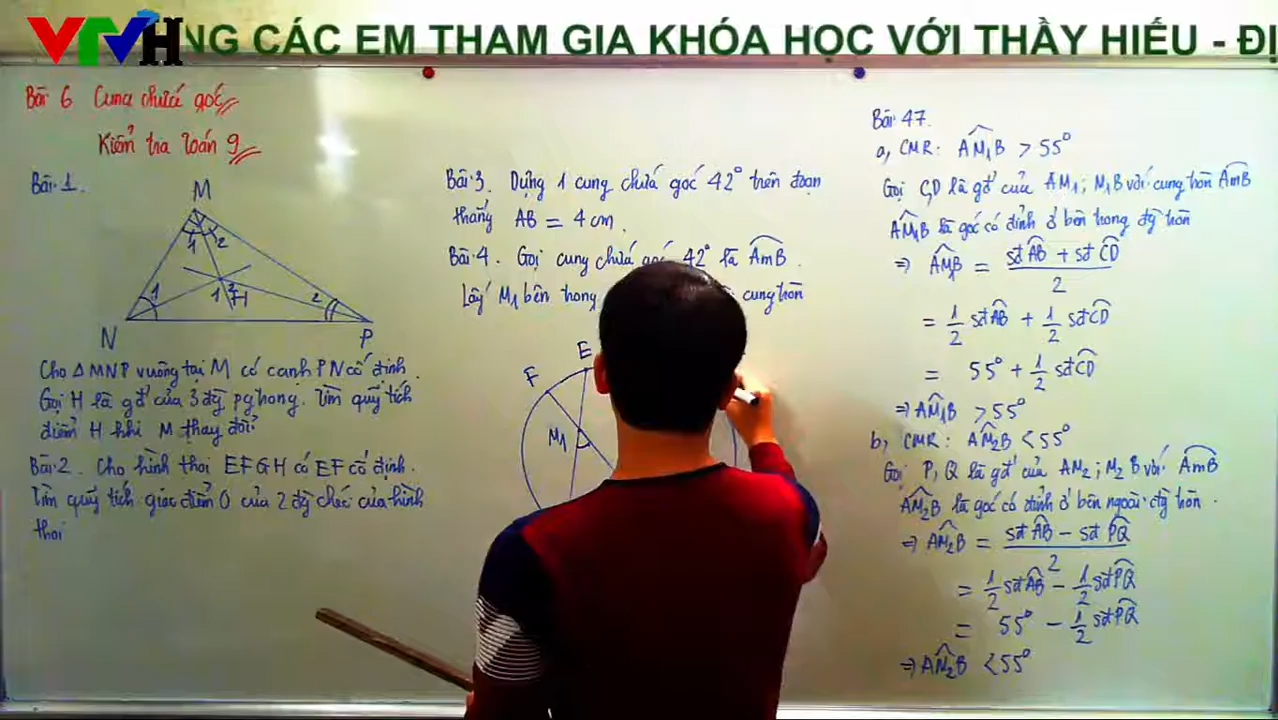 VTVH
NG CÁC EM THAM GIA KHÓA HỌC VỚI THẦY HIẾU - ĐỊ
Bài 6 Cung chứa góc
Kiểm tra Toán 9
Bài 1.
M
1 2
1
1 2
H
2
N
P
Cho △MNP vuông tại M có cạnh PN cố định.
Gọi H là gđ của 3 đg pg trong. Tìm quỹ tích
điểm H khi M thay đổi?
Bài 2. Cho hình thoi EFGH có EF cố định.
Tìm quỹ tích giao điểm O của 2 đg chéo của hình
thoi
Bài 3. Dựng 1 cung chứa góc 42° trên đoạn
thẳng AB = 4 cm.
Bài 4. Gọi cung chứa góc 42° là AmB.
Lấy M1 bên trong
cung tròn
E
F
M1
Bài 47.
a, CMR: AM1B > 55°
Gọi C,D là gđ của AM1; M1B với cung tròn AmB
AM1B là góc có đỉnh ở bên trong đg tròn
⇒ AM1B = sđ AB + sđ CD
2
= 1/2 sđ AB + 1/2 sđ CD
= 55° + 1/2 sđ CD
⇒ AM1B > 55°
b, CMR: AM2B < 55°
Gọi P, Q là gđ của AM2; M2B với AmB
AM2B là góc có đỉnh ở bên ngoài đg tròn.
⇒ AM2B = sđ AB − sđ PQ
2
= 1/2 sđ AB − 1/2 sđ PQ
= 55° − 1/2 sđ PQ
⇒ AM2B < 55°